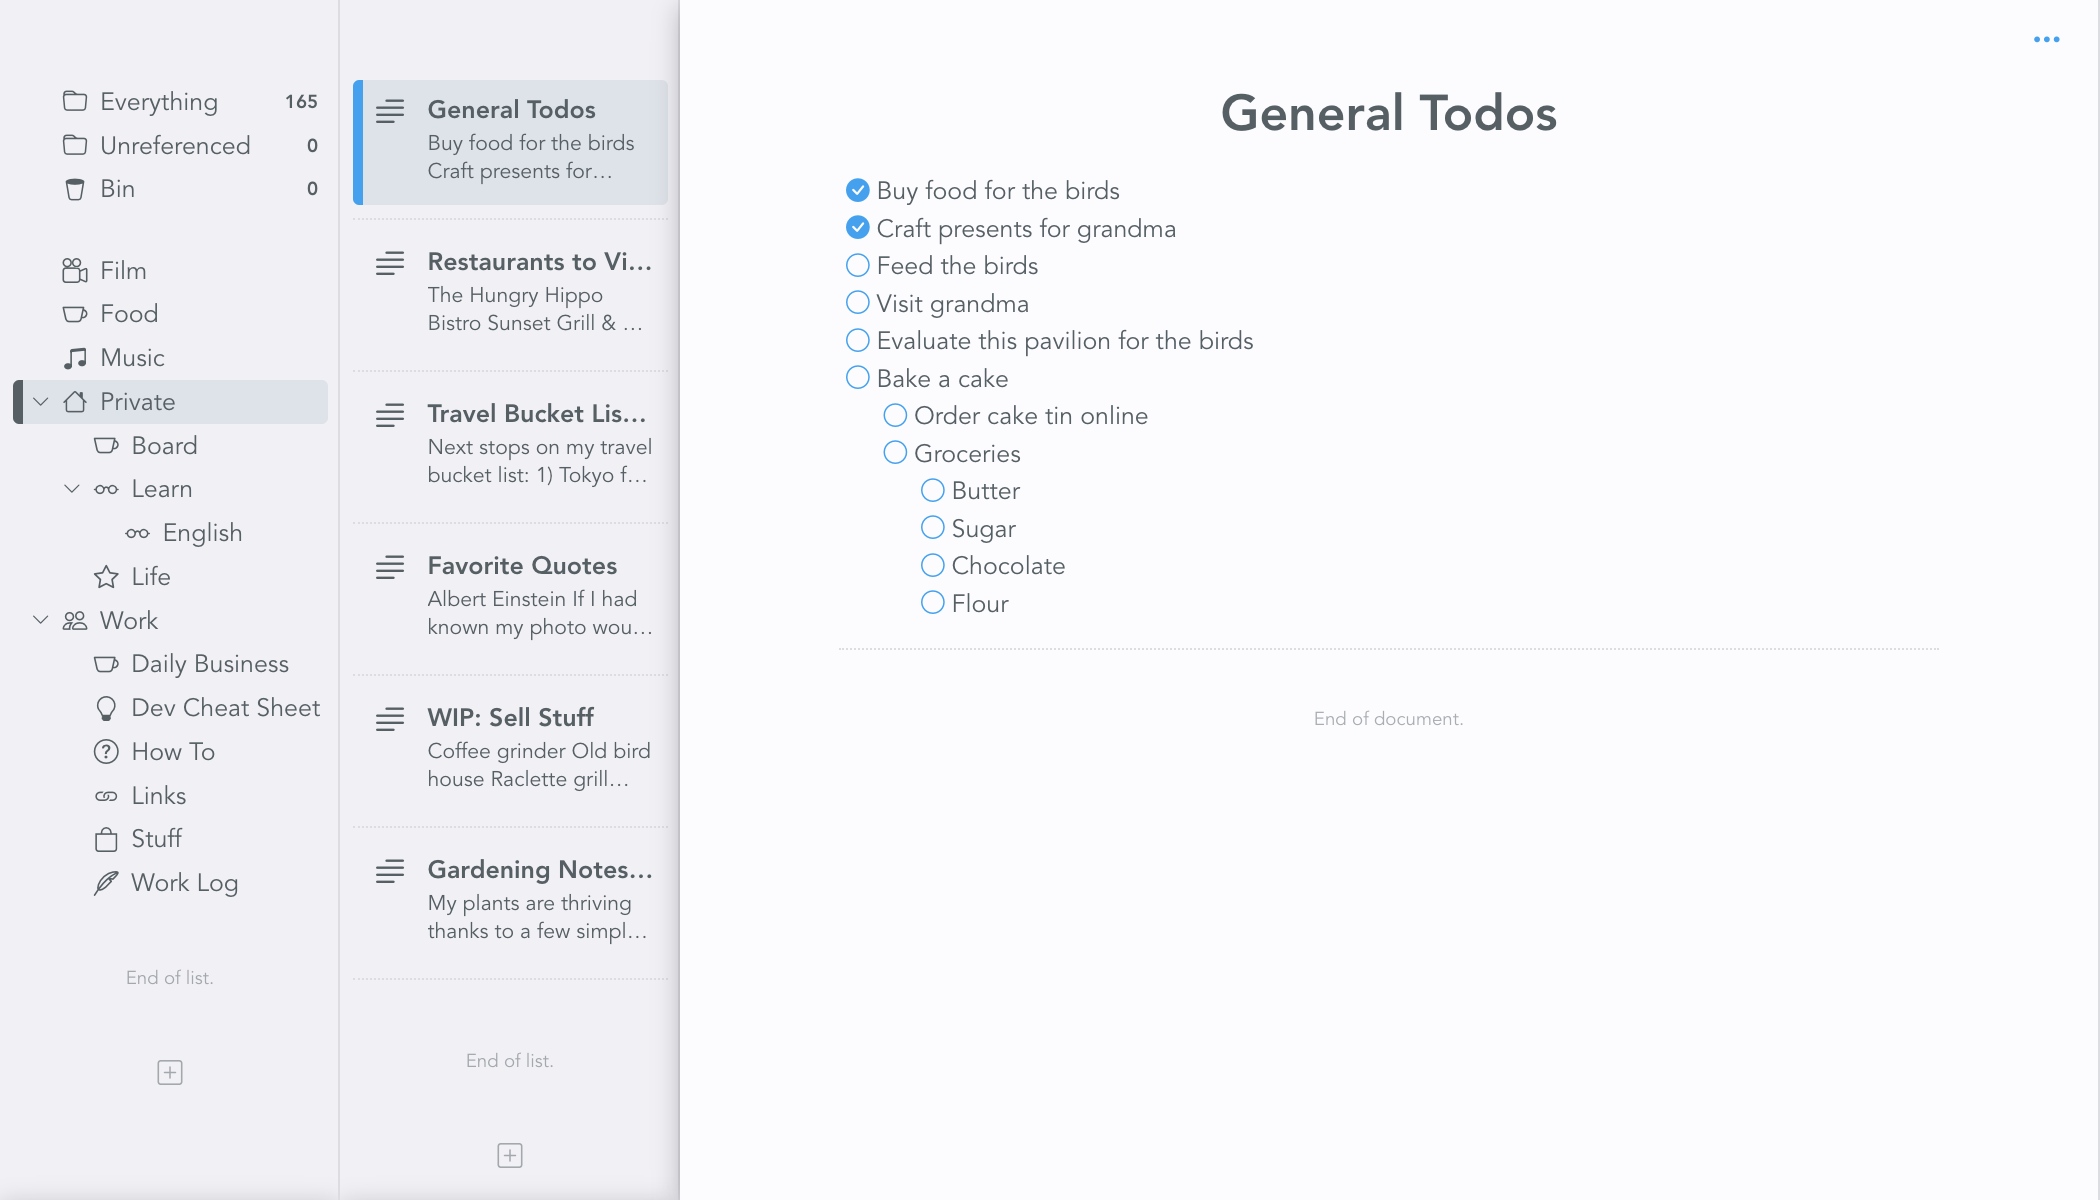 Everything 165
Unreferenced 0
Bin 0
Film
Food
Music
Private
Board
Learn
English
Life
Work
Daily Business
Dev Cheat Sheet
How To
Links
Stuff
Work Log
End of list.
General Todos
Buy food for the birds
Craft presents for…
Restaurants to Vi…
The Hungry Hippo
Bistro Sunset Grill & …
Travel Bucket Lis…
Next stops on my travel
bucket list: 1) Tokyo f…
Favorite Quotes
Albert Einstein If I had
known my photo wou…
WIP: Sell Stuff
Coffee grinder Old bird
house Raclette grill…
Gardening Notes…
My plants are thriving
thanks to a few simpl…
End of list.
General Todos
Buy food for the birds
Craft presents for grandma
Feed the birds
Visit grandma
Evaluate this pavilion for the birds
Bake a cake
Order cake tin online
Groceries
Butter
Sugar
Chocolate
Flour
End of document.